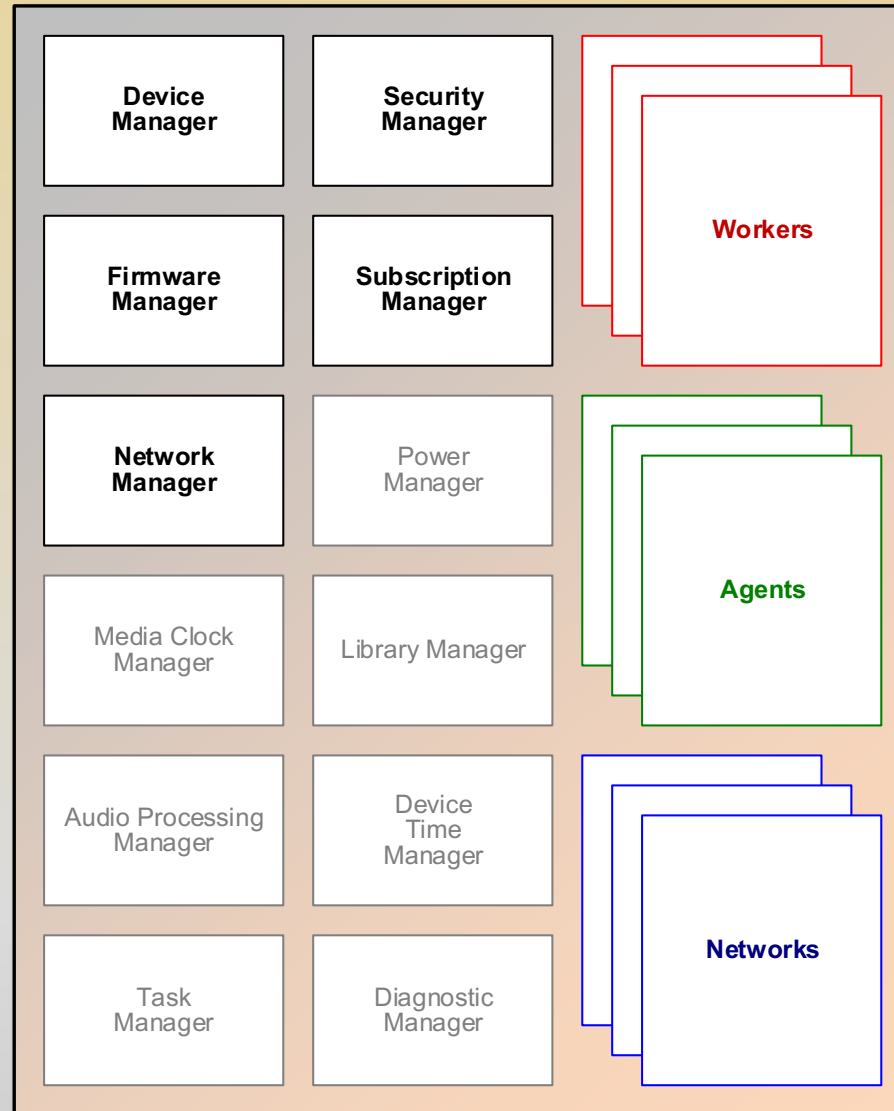 Device
Manager
Security
Manager
Workers
Firmware
Manager
Subscription
Manager
Network
Manager
Power
Manager
Agents
Media Clock
Manager
Library Manager
Audio Processing
Manager
Device
Time
Manager
Networks
Task
Manager
Diagnostic
Manager